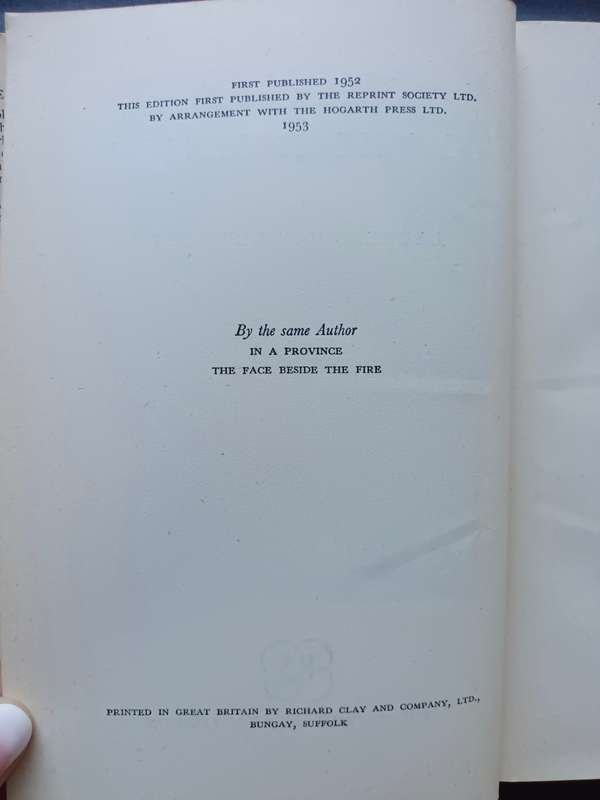 FIRST PUBLISHED 1952
THIS EDITION FIRST PUBLISHED BY THE REPRINT SOCIETY LTD.
BY ARRANGEMENT WITH THE HOGARTH PRESS LTD.
1953
By the same Author
IN A PROVINCE
THE FACE BESIDE THE FIRE
PRINTED IN GREAT BRITAIN BY RICHARD CLAY AND COMPANY, LTD.,
BUNGAY, SUFFOLK